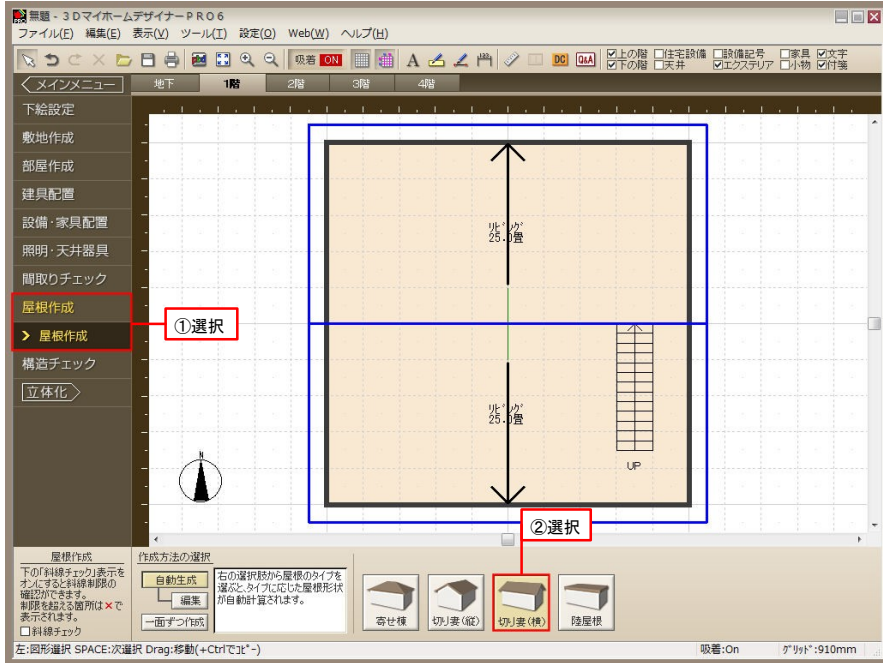 無題 - 3DマイホームデザイナーPRO6
ファイル(F) 編集(E) 表示(V) ツール(T) 設定(O) Web(W) ヘルプ(H)
吸着 ON A DC Q&A ☑上の階 □住宅設備 □設備記号 □家具 ☑文字
☑下の階 □天井 ☑エクステリア □小物 ☑付箋
メインメニュー 地下 1階 2階 3階 4階
下絵設定
敷地作成
部屋作成
建具配置
設備・家具配置
照明・天井器具
間取りチェック
屋根作成
> 屋根作成
構造チェック
立体化
①選択
ﾘﾋﾞﾝｸﾞ
25.0畳
ﾘﾋﾞﾝｸﾞ
25.0畳
UP
N
②選択
屋根作成
下の「斜線チェック」表示を
オンにすると斜線制限の
確認ができます。
制限を超える箇所は×で
表示されます。
□斜線チェック
作成方法の選択
自動生成
編集
一面ずつ作成
右の選択肢から屋根のタイプを
選ぶと、タイプに応じた屋根形状
が自動計算されます。
寄せ棟 切り妻(縦) 切り妻(横) 陸屋根
左:図形選択 SPACE:次選択 Drag:移動(+Ctrlでｺﾋﾟｰ) 吸着:On ｸﾞﾘｯﾄﾞ:910mm